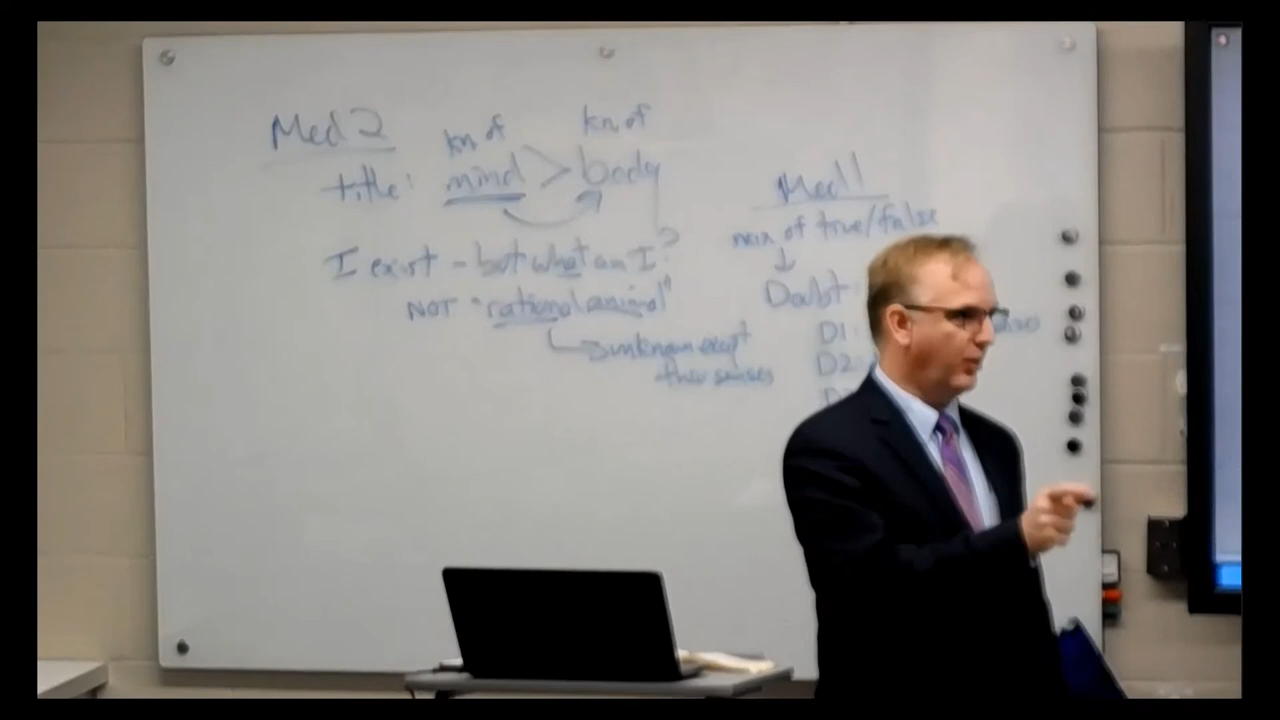 Med 2
kn of kn of
title: mind > body
I exist - but what am I?
NOT "rational animal"
unknown except
thru senses
Med 1
mix of true/false
Doubt:
D1:
D2: